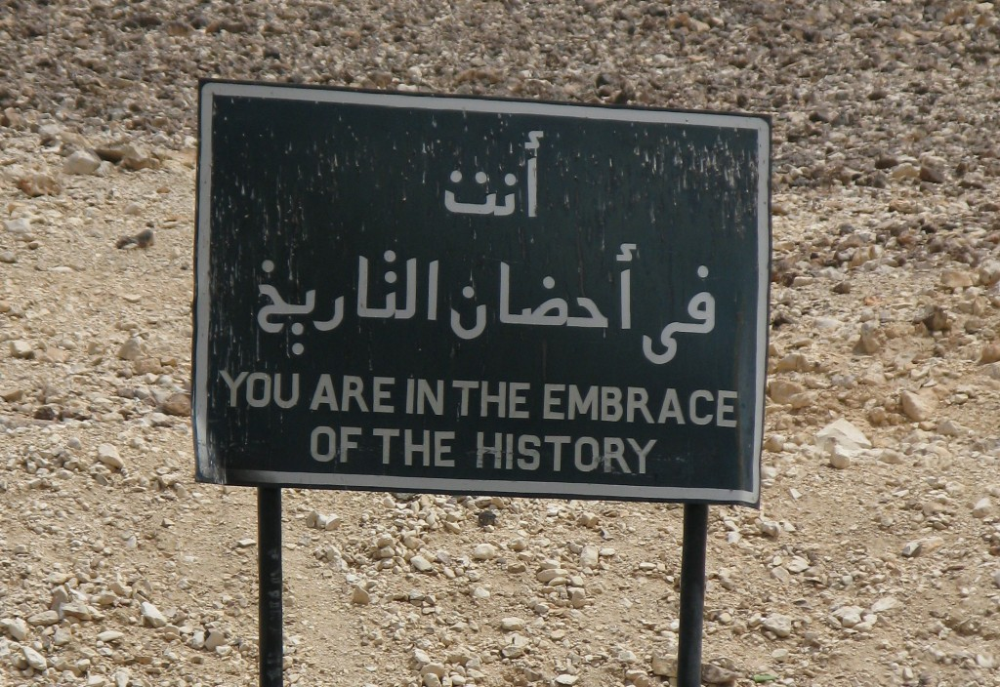 أنت
فى أحضان التاريخ
YOU ARE IN THE EMBRACE
OF THE HISTORY